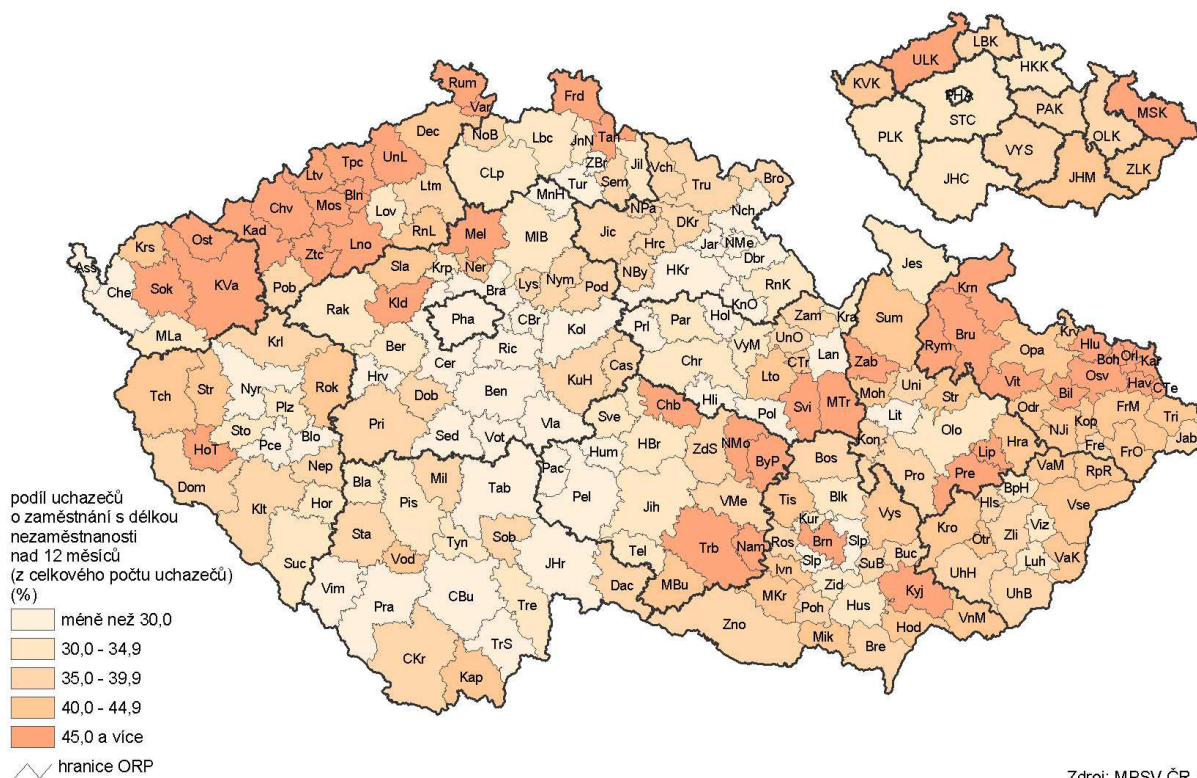 LBK
ULK
HKK
KVK
PHA
STC
PAK
MSK
PLK
OLK
VYS
JHC
JHM
ZLK
Rum
Var
Frd
Dec
NoB
Lbc
JnN
Tan
Ltv
Tpc
UnL
CLp
ZBr
Jil
Vch
Tur
Sem
Tru
Bro
Chv
Mos
Bln
Ltm
Lov
MnH
NPa
Nch
Kad
Ost
Krs
Ztc
Lno
RnL
Mel
MlB
Jic
DKr
Hrc
Jar
NMe
Dbr
Ass
Che
Sok
KVa
Pob
Sla
Krp
Ner
Kld
Bra
Lys
Nym
Pod
NBy
HKr
RnK
Jes
Rak
Pha
CBr
Kol
Prl
Par
Hol
KnO
Zam
Kra
Sum
Krn
MLa
Krl
Ber
Cer
Ric
VyM
UnO
Lan
Rym
Bru
Opa
Krv
Hlu
Boh
Orl
Kar
Tch
Str
Nyr
Rok
Hrv
Dob
Ben
KuH
Cas
Chr
CTr
Lto
Zab
Moh
Uni
Str
Vit
Bil
Osv
Hav
CTe
Plz
Sto
Pce
Blo
Pri
Sed
Vot
Vla
Sve
Chb
Hli
Pol
Svi
MTr
Lit
Olo
Odr
NJi
Kop
FrM
Tri
Jab
HoT
Nep
Hum
HBr
ZdS
NMo
ByP
Kon
Lip
Hra
Fre
FrO
Dom
Klt
Hor
Bla
Pis
Mil
Tab
Pac
Pel
Jih
VMe
Bos
Pro
Pre
VaM
RpR
Suc
Sta
Vod
Tyn
Sob
JHr
Tel
Trb
Nam
Tis
Blk
Kur
Brn
Ros
Slp
Slp
Ivn
Vys
Buc
SuB
Kro
Hls
BpH
Vse
Otr
Zli
Viz
Luh
VaK
Vim
Pra
CBu
Tre
Dac
MBu
MKr
Zid
Poh
Hus
Kyj
UhH
UhB
TrS
CKr
Kap
Zno
Mik
Bre
Hod
VnM
podíl uchazečů
o zaměstnání s délkou
nezaměstnanosti
nad 12 měsíců
(z celkového počtu uchazečů)
(%)
méně než 30,0
30,0 - 34,9
35,0 - 39,9
40,0 - 44,9
45,0 a více
hranice ORP
Zdroj: MPSV ČR